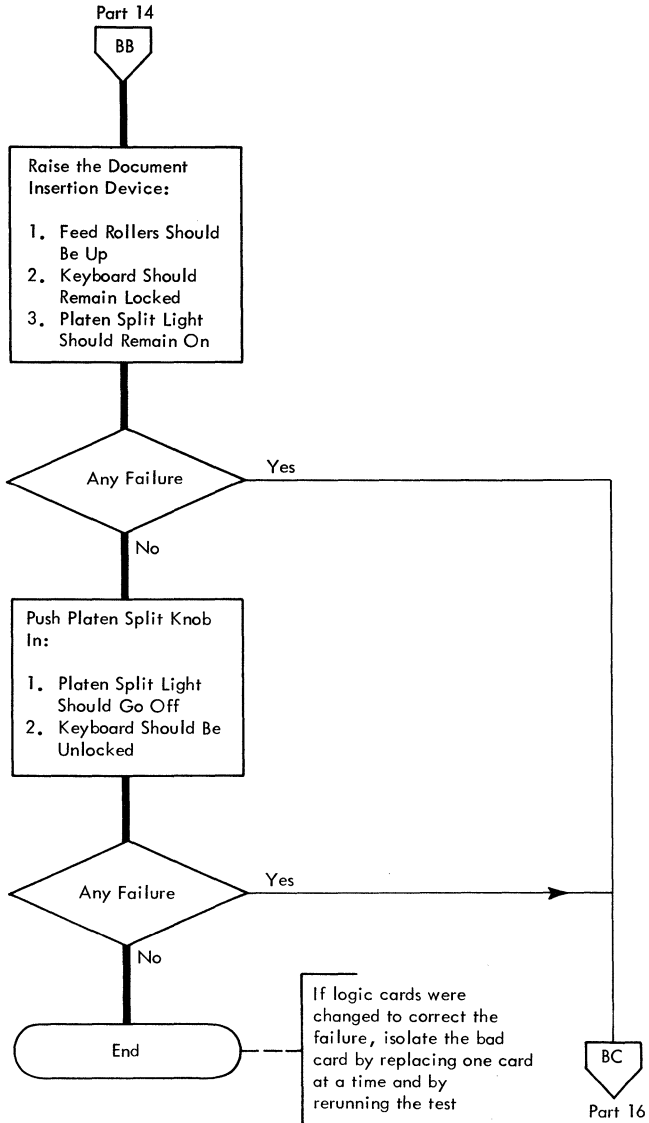 Part 14
BB
Raise the Document
Insertion Device:
1. Feed Rollers Should
Be Up
2. Keyboard Should
Remain Locked
3. Platen Split Light
Should Remain On
Any Failure
Yes
No
Push Platen Split Knob
In:
1. Platen Split Light
Should Go Off
2. Keyboard Should Be
Unlocked
Any Failure
Yes
No
End
If logic cards were
changed to correct the
failure, isolate the bad
card by replacing one card
at a time and by
rerunning the test
BC
Part 16